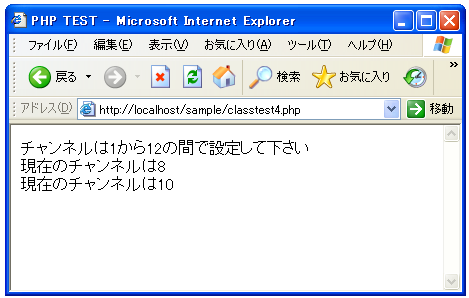 PHP TEST - Microsoft Internet Explorer
ファイル(F) 編集(E) 表示(V) お気に入り(A) ツール(T) ヘルプ(H)
戻る 検索 お気に入り »
アドレス(D) http://localhost/sample/classtest4.php 移動
チャンネルは1から12の間で設定して下さい
現在のチャンネルは8
現在のチャンネルは10